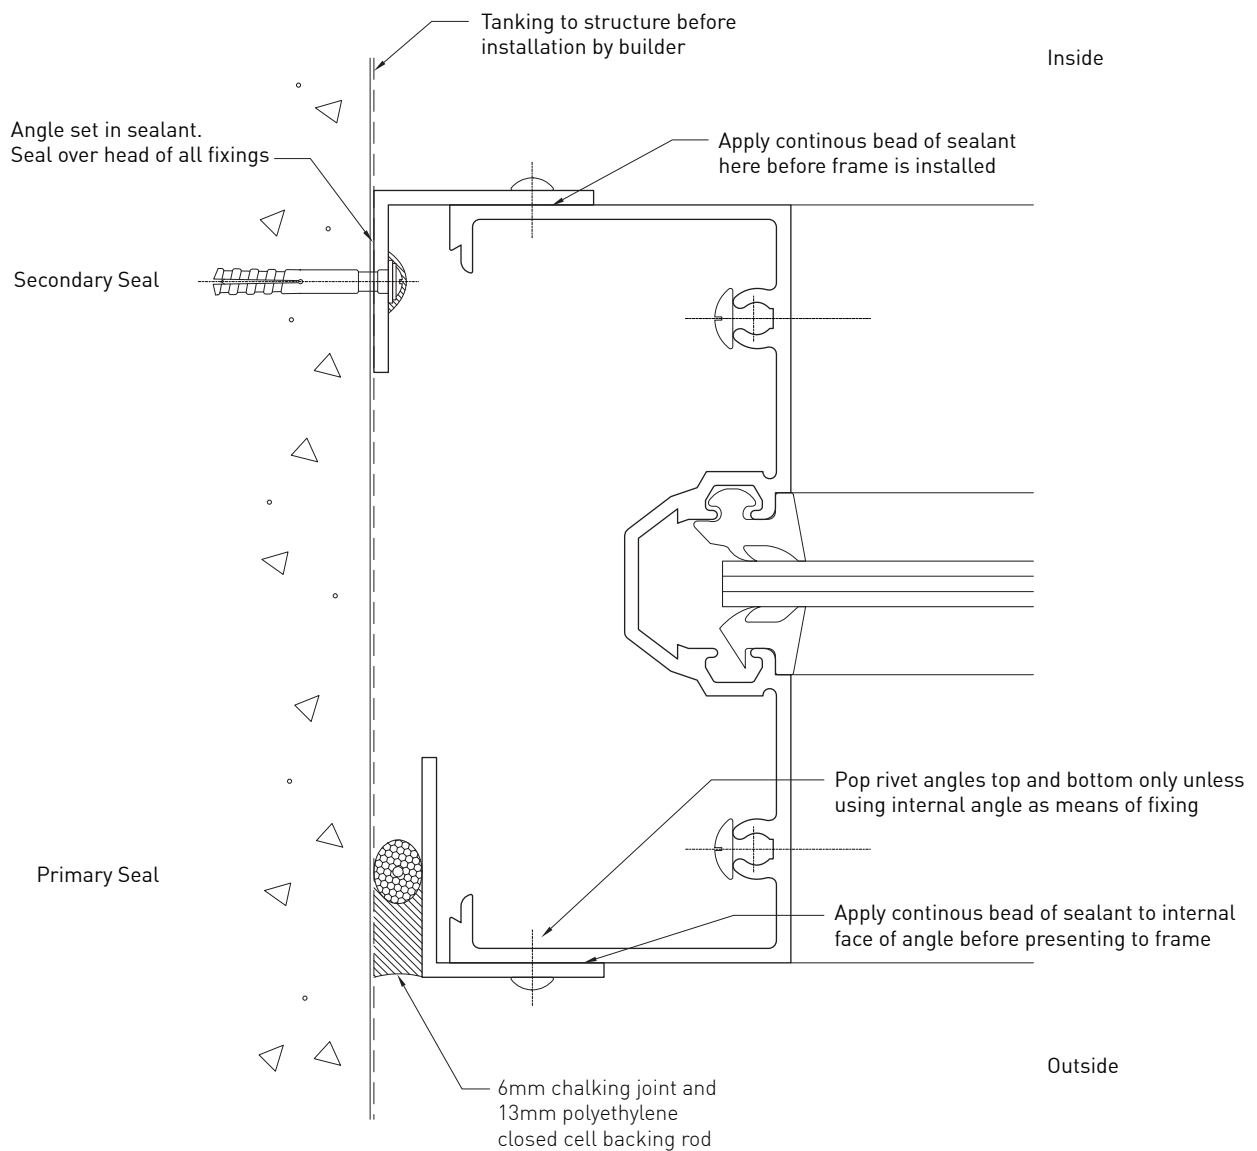 Tanking to structure before
installation by builder
Inside
Angle set in sealant.
Seal over head of all fixings
Apply continous bead of sealant
here before frame is installed
Secondary Seal
Pop rivet angles top and bottom only unless
using internal angle as means of fixing
Primary Seal
Apply continous bead of sealant to internal
face of angle before presenting to frame
Outside
6mm chalking joint and
13mm polyethylene
closed cell backing rod